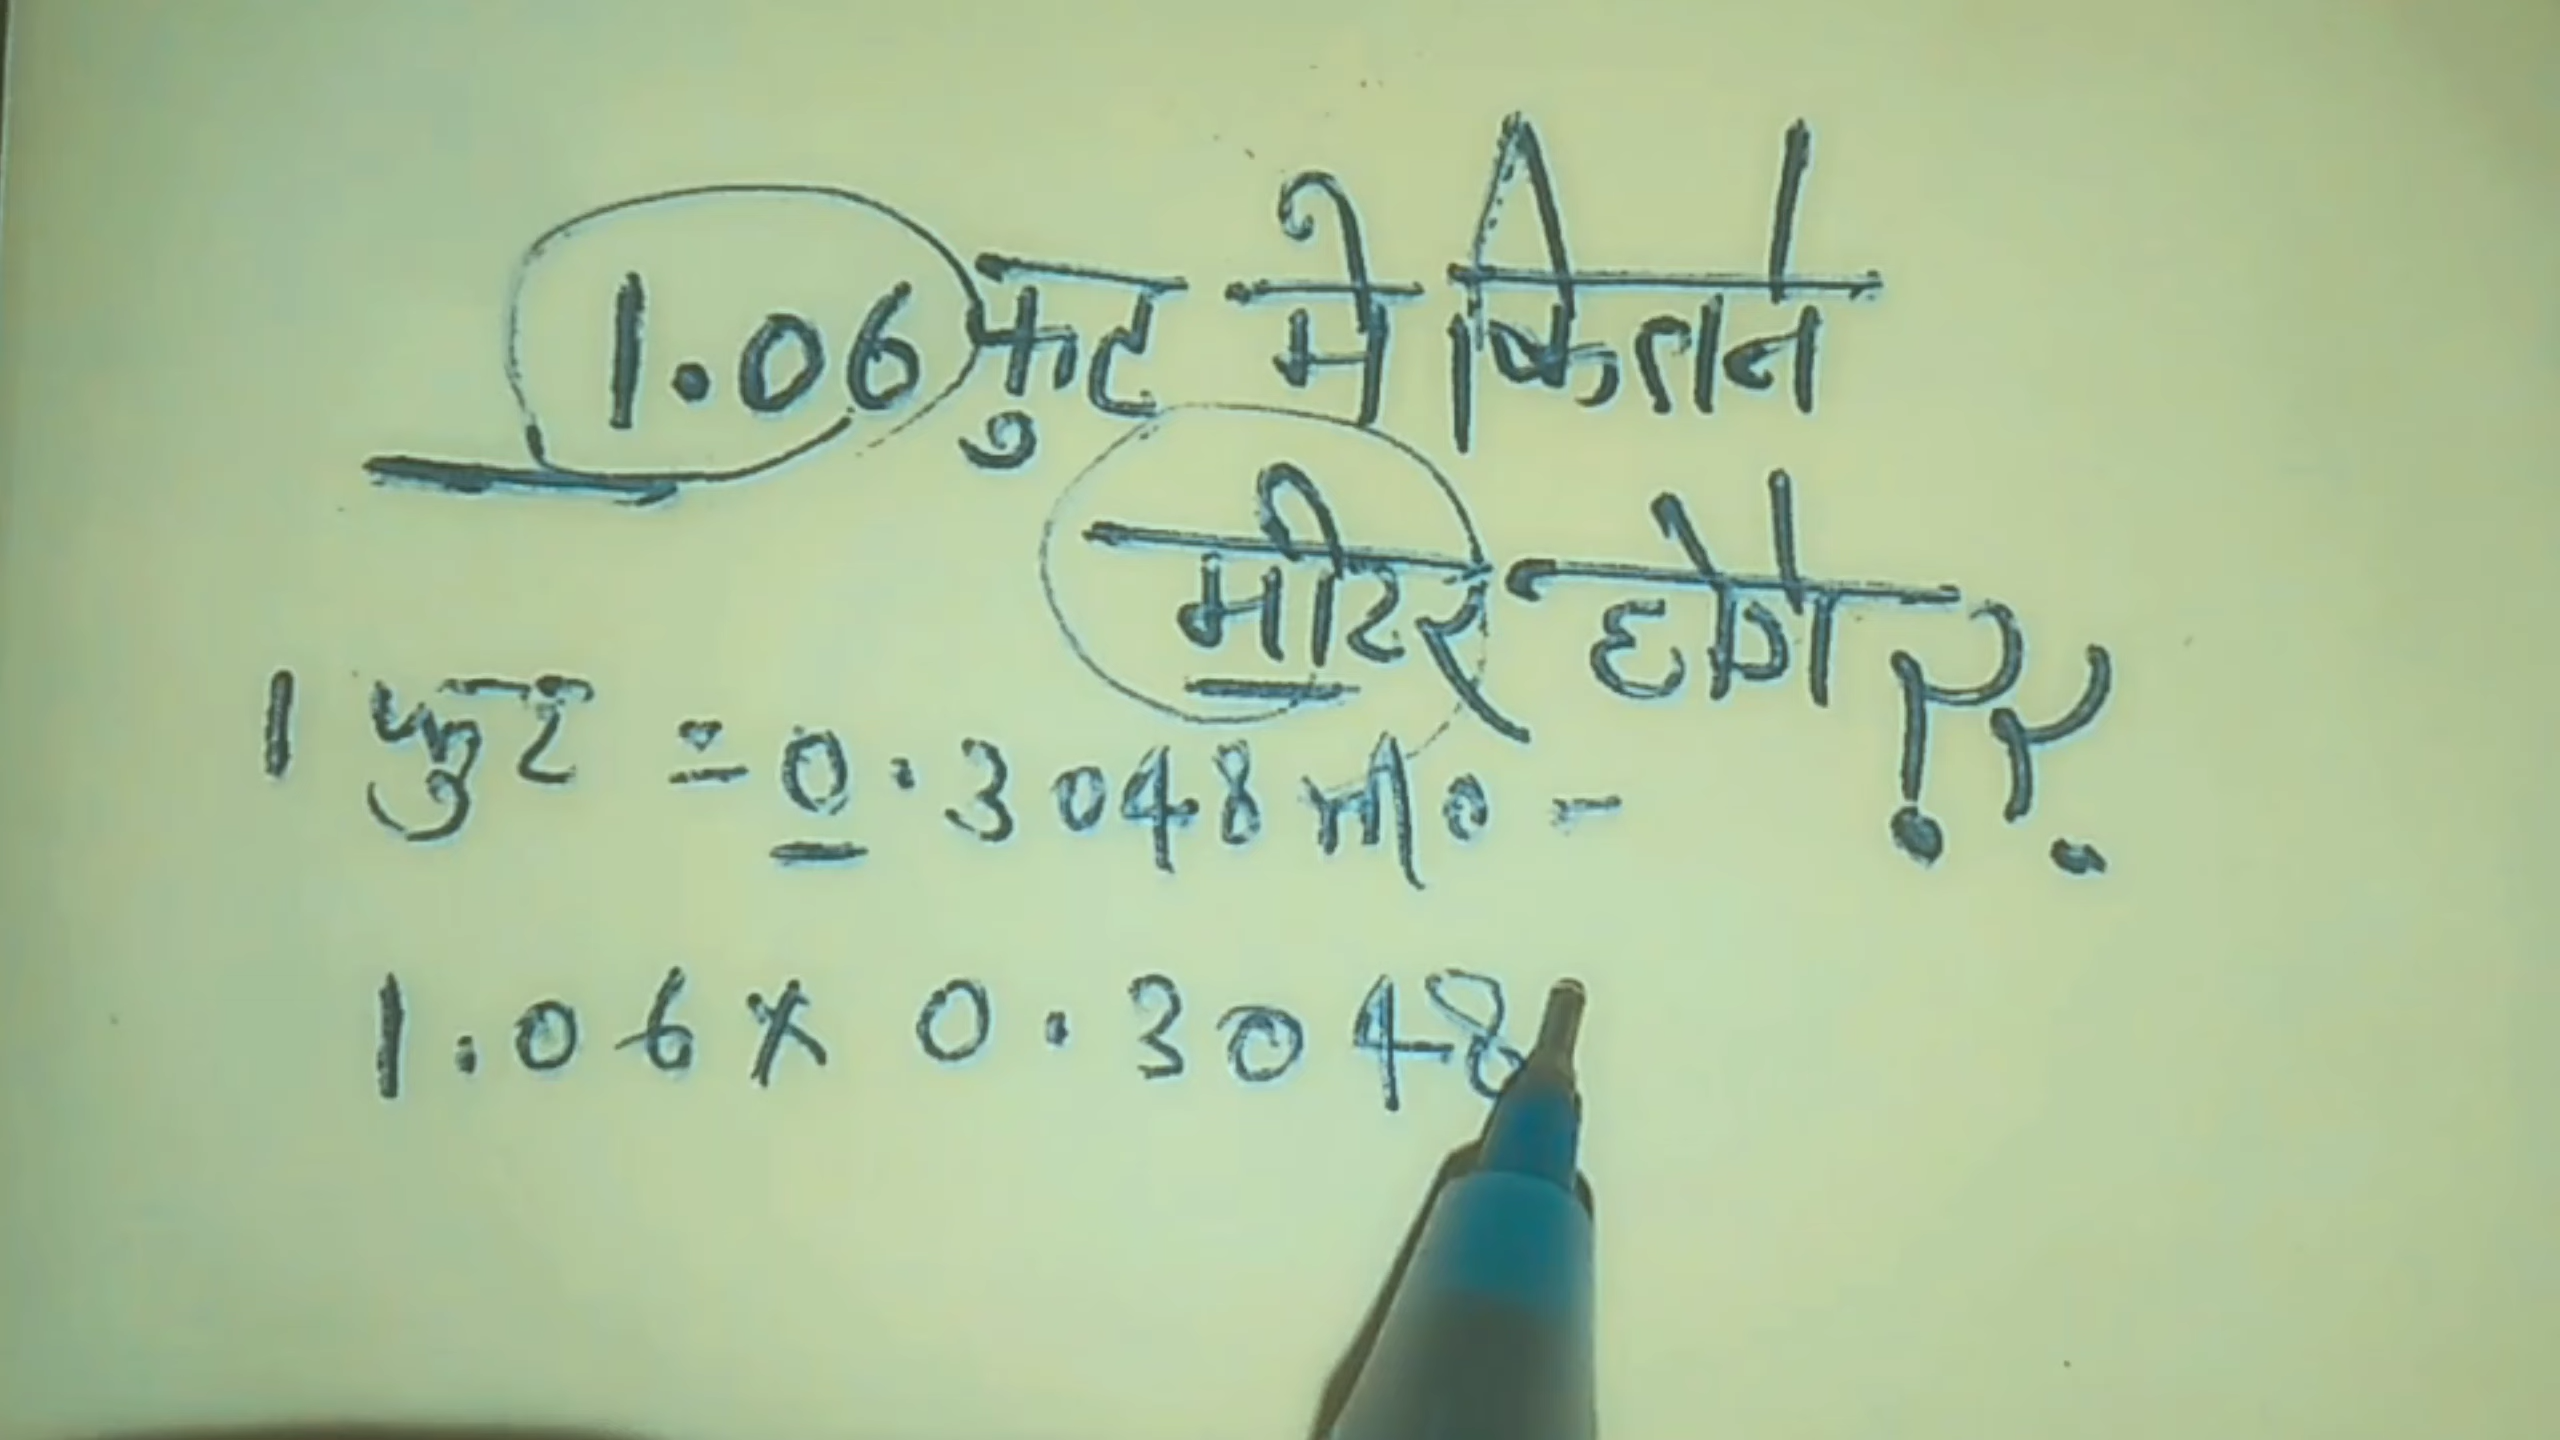 1.06 फुट में कितने
मीटर होंगे ??
1 फुट = 0.3048 मी० -
1.06 x 0.3048